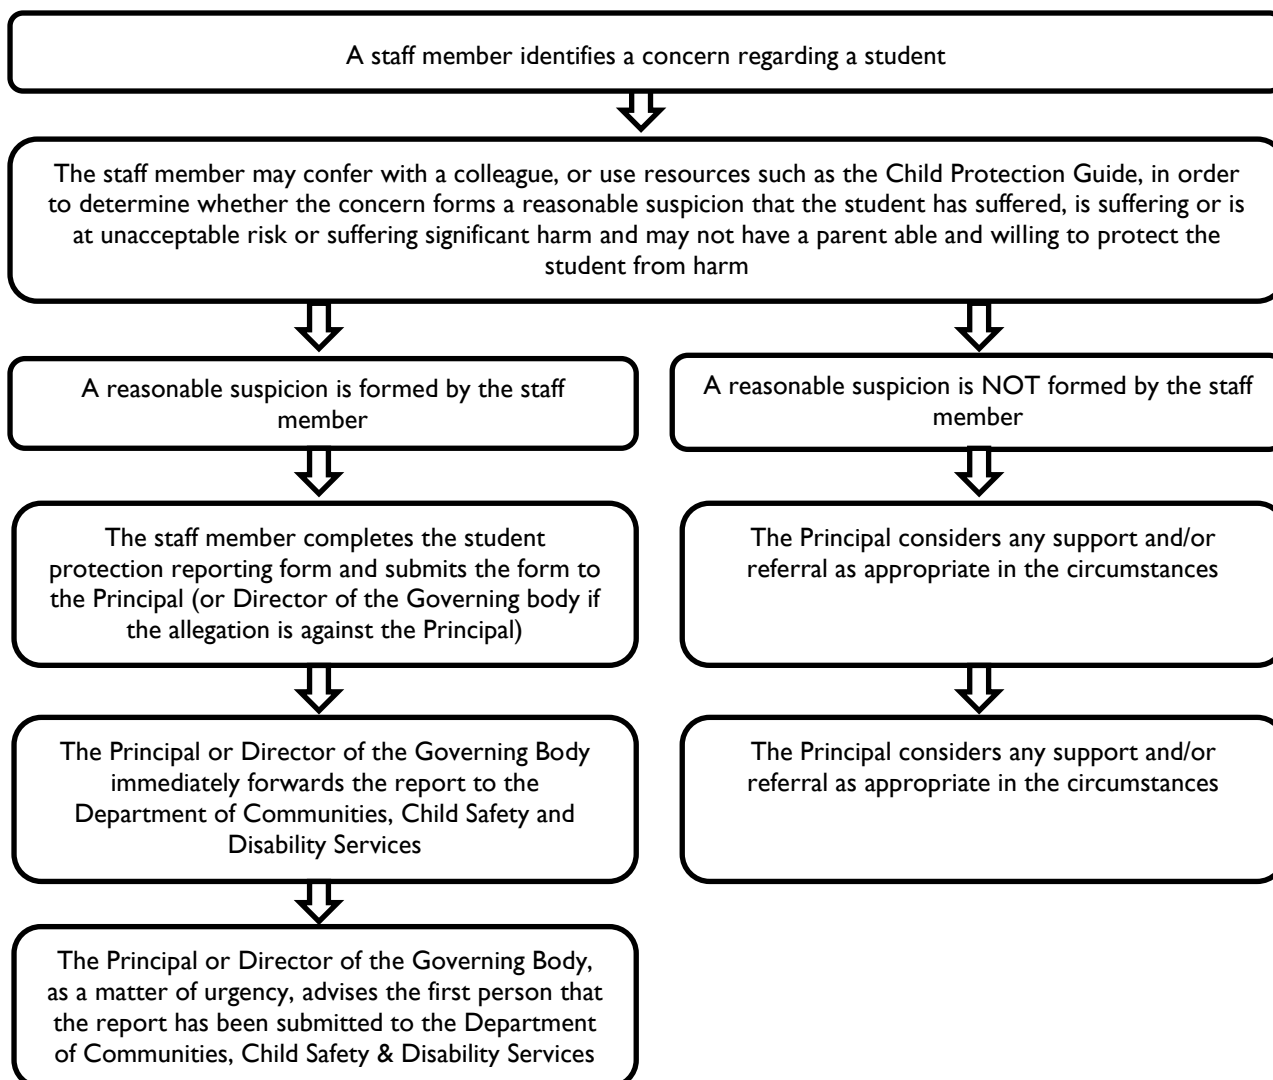 A staff member identifies a concern regarding a student
The staff member may confer with a colleague, or use resources such as the Child Protection Guide, in order
to determine whether the concern forms a reasonable suspicion that the student has suffered, is suffering or is
at unacceptable risk or suffering significant harm and may not have a parent able and willing to protect the
student from harm
A reasonable suspicion is formed by the staff
member
A reasonable suspicion is NOT formed by the staff
member
The staff member completes the student
protection reporting form and submits the form to
the Principal (or Director of the Governing body if
the allegation is against the Principal)
The Principal considers any support and/or
referral as appropriate in the circumstances
The Principal or Director of the Governing Body
immediately forwards the report to the
Department of Communities, Child Safety and
Disability Services
The Principal considers any support and/or
referral as appropriate in the circumstances
The Principal or Director of the Governing Body,
as a matter of urgency, advises the first person that
the report has been submitted to the Department
of Communities, Child Safety & Disability Services